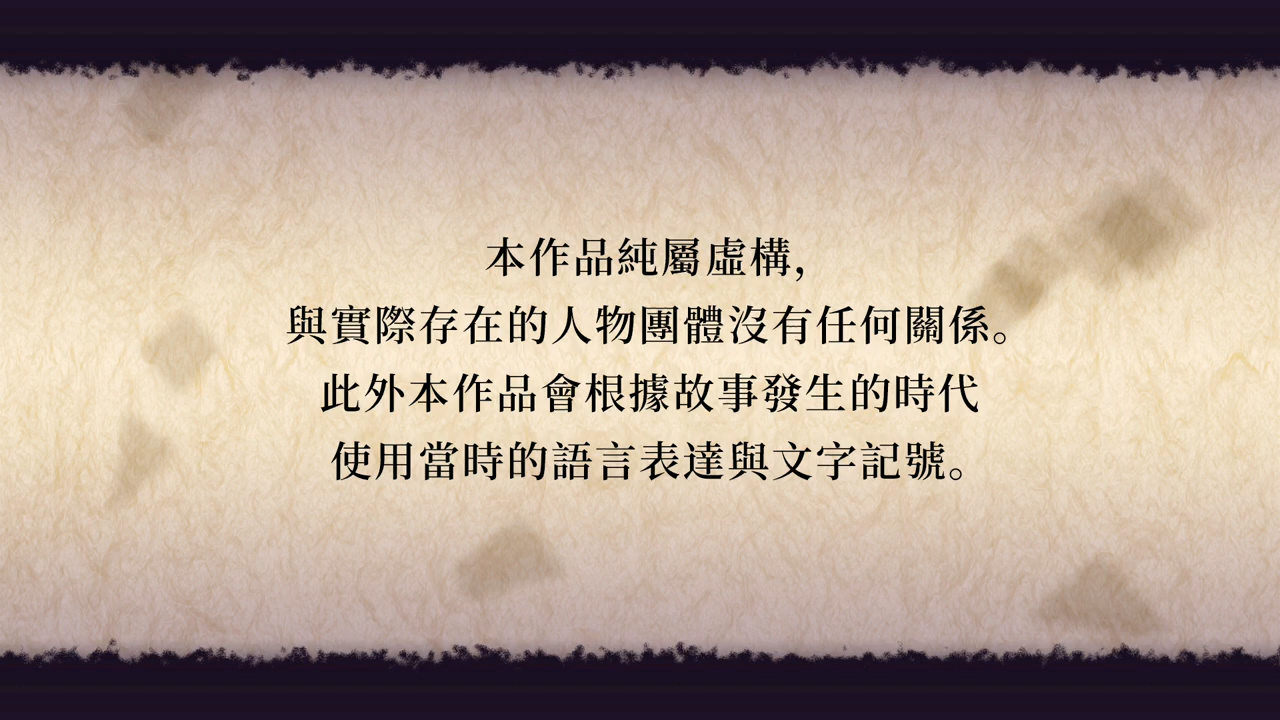 本作品純屬虛構,
與實際存在的人物團體沒有任何關係。
此外本作品會根據故事發生的時代
使用當時的語言表達與文字記號。